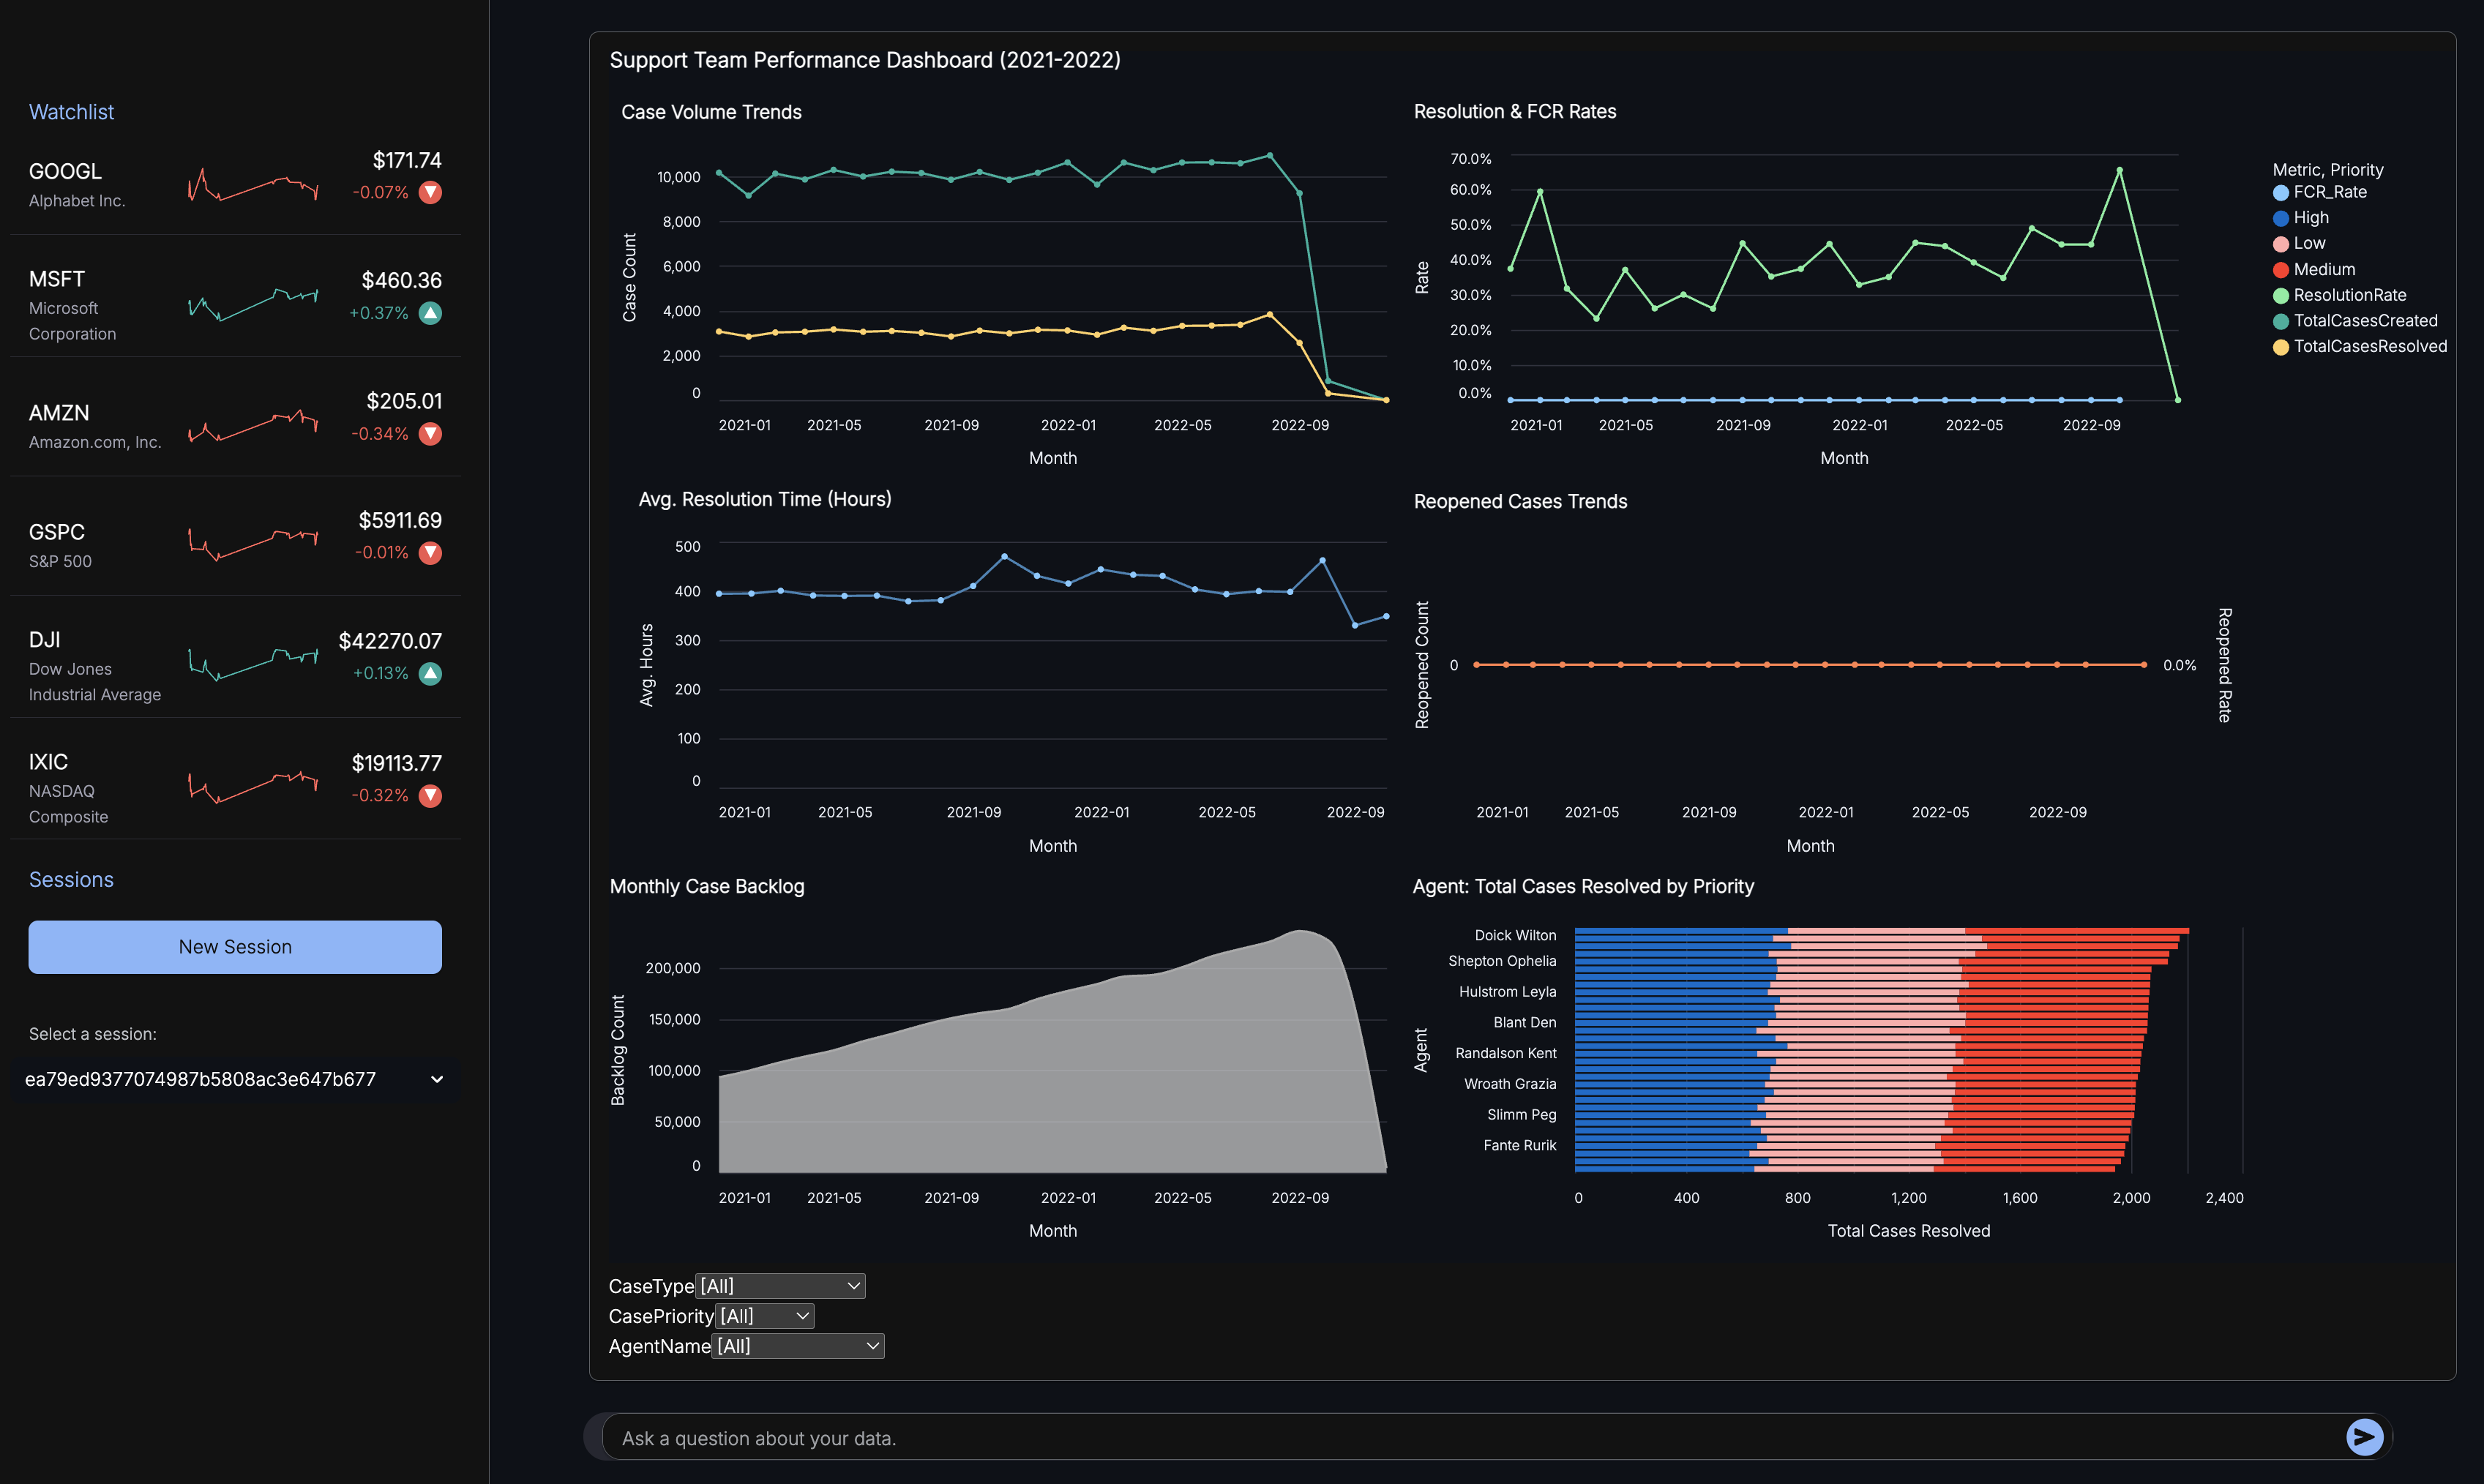 Watchlist
GOOGL
Alphabet Inc.
$171.74
-0.07%
MSFT
Microsoft
Corporation
$460.36
+0.37%
AMZN
Amazon.com, Inc.
$205.01
-0.34%
GSPC
S&P 500
$5911.69
-0.01%
DJI
Dow Jones
Industrial Average
$42270.07
+0.13%
IXIC
NASDAQ
Composite
$19113.77
-0.32%
Sessions
New Session
Select a session:
ea79ed9377074987b5808ac3e647b677
Support Team Performance Dashboard (2021-2022)
Case Volume Trends
Case Count
10,000
8,000
6,000
4,000
2,000
0
2021-01 2021-05 2021-09 2022-01 2022-05 2022-09
Month
Resolution & FCR Rates
Rate
70.0%
60.0%
50.0%
40.0%
30.0%
20.0%
10.0%
0.0%
2021-01 2021-05 2021-09 2022-01 2022-05 2022-09
Month
Metric, Priority
FCR_Rate
High
Low
Medium
ResolutionRate
TotalCasesCreated
TotalCasesResolved
Avg. Resolution Time (Hours)
Avg. Hours
500
400
300
200
100
0
2021-01 2021-05 2021-09 2022-01 2022-05 2022-09
Month
Reopened Cases Trends
Reopened Count
0
0.0%
Reopened Rate
2021-01 2021-05 2021-09 2022-01 2022-05 2022-09
Month
Monthly Case Backlog
Backlog Count
200,000
150,000
100,000
50,000
0
2021-01 2021-05 2021-09 2022-01 2022-05 2022-09
Month
Agent: Total Cases Resolved by Priority
Agent
Doick Wilton
Shepton Ophelia
Hulstrom Leyla
Blant Den
Randalson Kent
Wroath Grazia
Slimm Peg
Fante Rurik
0 400 800 1,200 1,600 2,000 2,400
Total Cases Resolved
CaseType [All]
CasePriority [All]
AgentName [All]
Ask a question about your data.